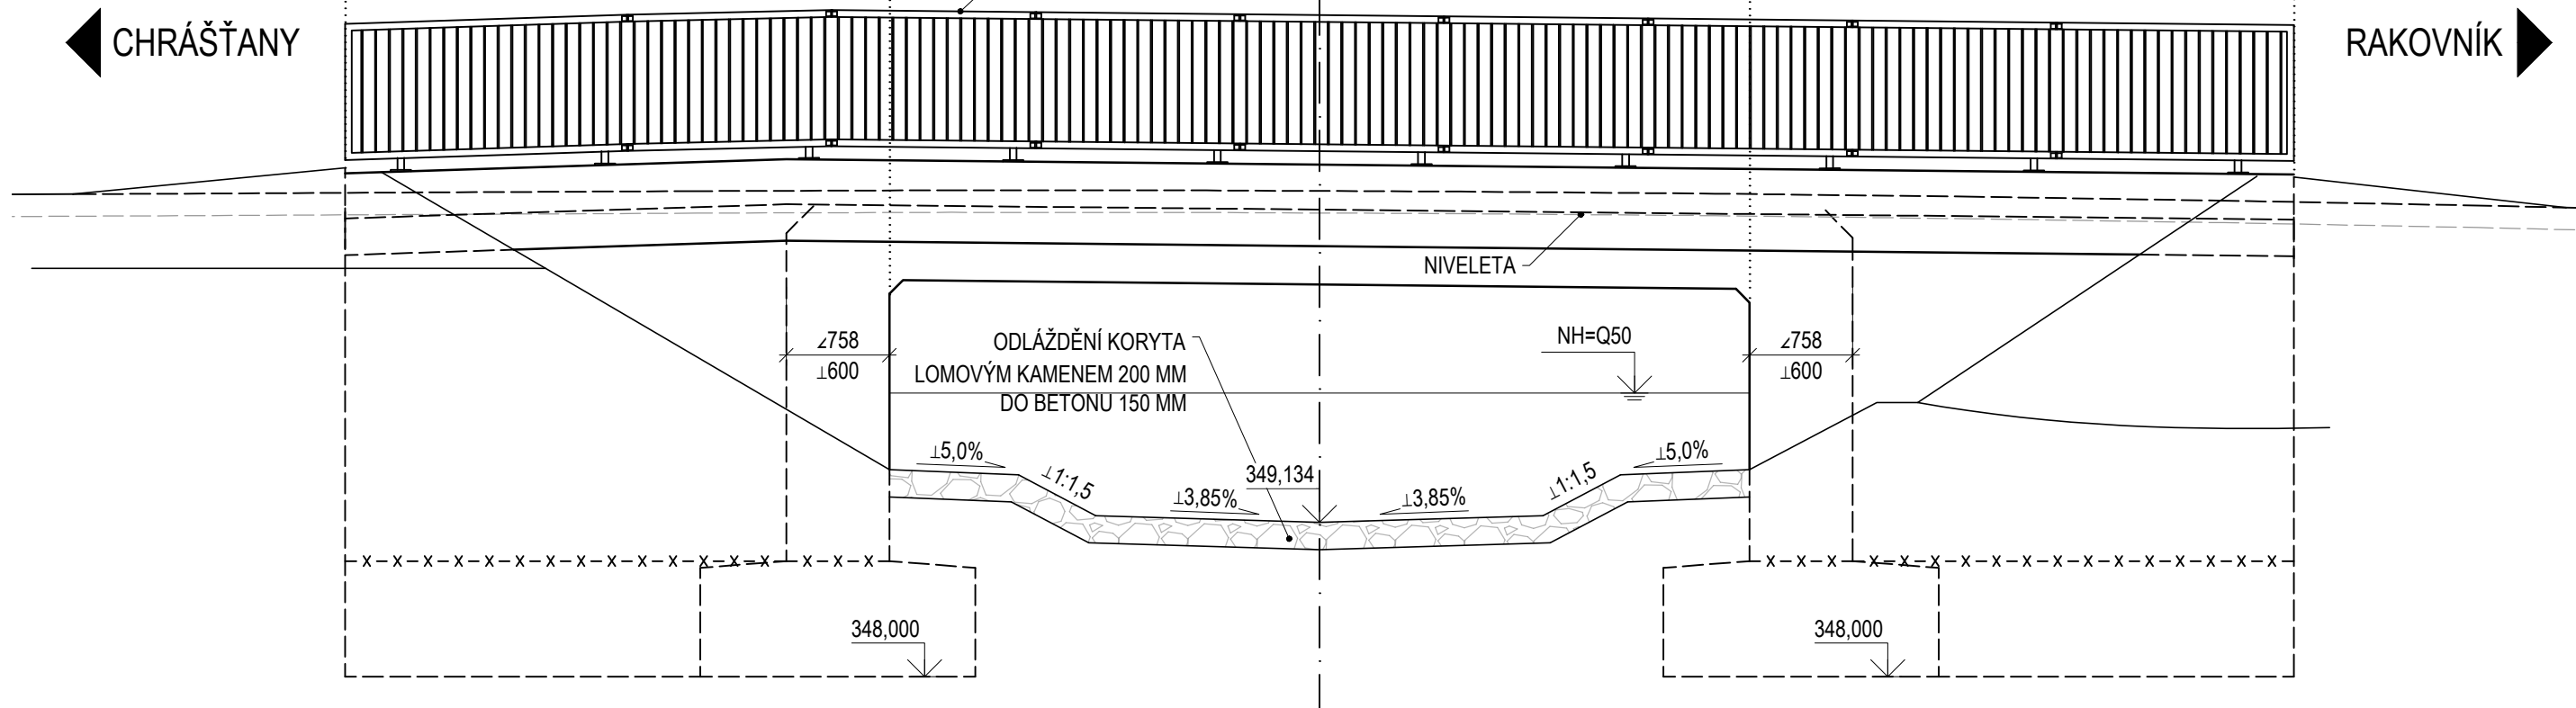 CHRÁŠŤANY
RAKOVNÍK
NIVELETA
∠758
⊥600
ODLÁŽDĚNÍ KORYTA
LOMOVÝM KAMENEM 200 MM
DO BETONU 150 MM
NH=Q50
∠758
⊥600
⊥5,0%
⊥1:1,5
⊥3,85%
349,134
⊥3,85%
⊥1:1,5
⊥5,0%
348,000
348,000